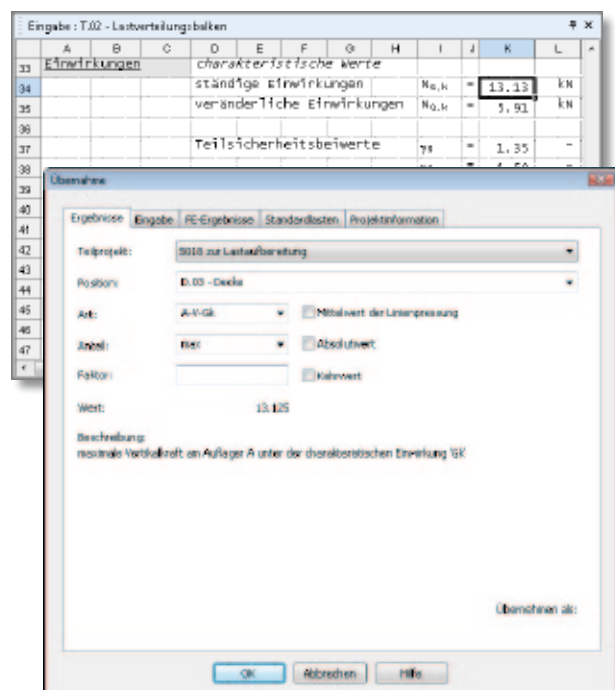 Eingabe : T.02 - Lastverteilungsbalken
A B C D E F G H I J K L
33 Einwirkungen charakteristische Werte
34 ständige Einwirkungen NG,k = 13.13 kN
35 veränderliche Einwirkungen NQ,k = 5.91 kN
36
37 Teilsicherheitsbeiwerte γg = 1.35 -
38
39
40
41
42
43
44
45
46
47
Übernahme
Ergebnisse Eingabe FE-Ergebnisse Standardlasten Projektinformation
Teilprojekt: S018 zur Lastaufbereitung
Position: D.03 - Decke
Art: A-V-Gk Mittelwert der Linienpressung
Anteil: max Absolutwert
Faktor: Kehrwert
Wert: 13.125
Beschreibung:
maximale Vertikalkraft am Auflager A unter der charakteristischen Einwirkung 'GK'
Übernehmen als:
OK Abbrechen Hilfe